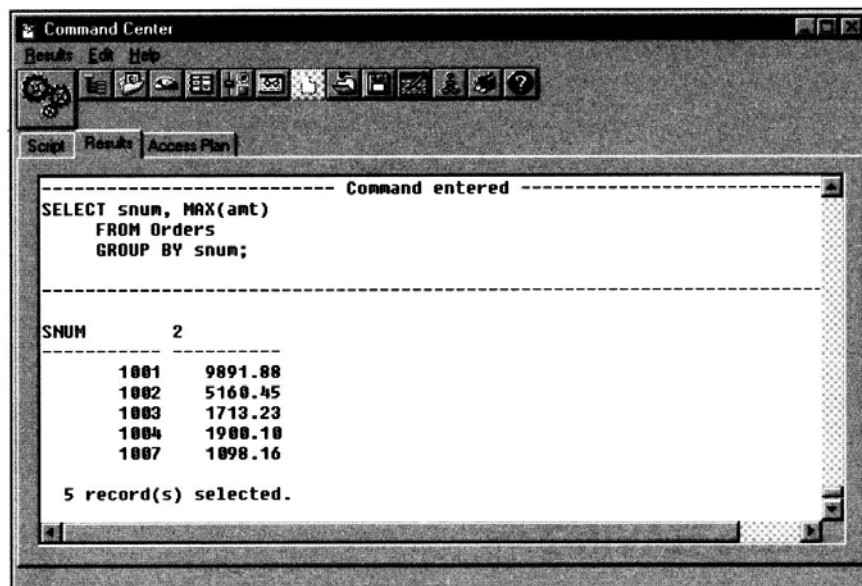 Command Center
Results Edit Help
Script Results Access Plan
---------------------------- Command entered ----------------------------
SELECT snum, MAX(amt)
FROM Orders
GROUP BY snum;
--------------------------------------------------------------------------
SNUM 2
----------- -----------
1001 9891.88
1002 5160.45
1003 1713.23
1004 1900.10
1007 1098.16
5 record(s) selected.